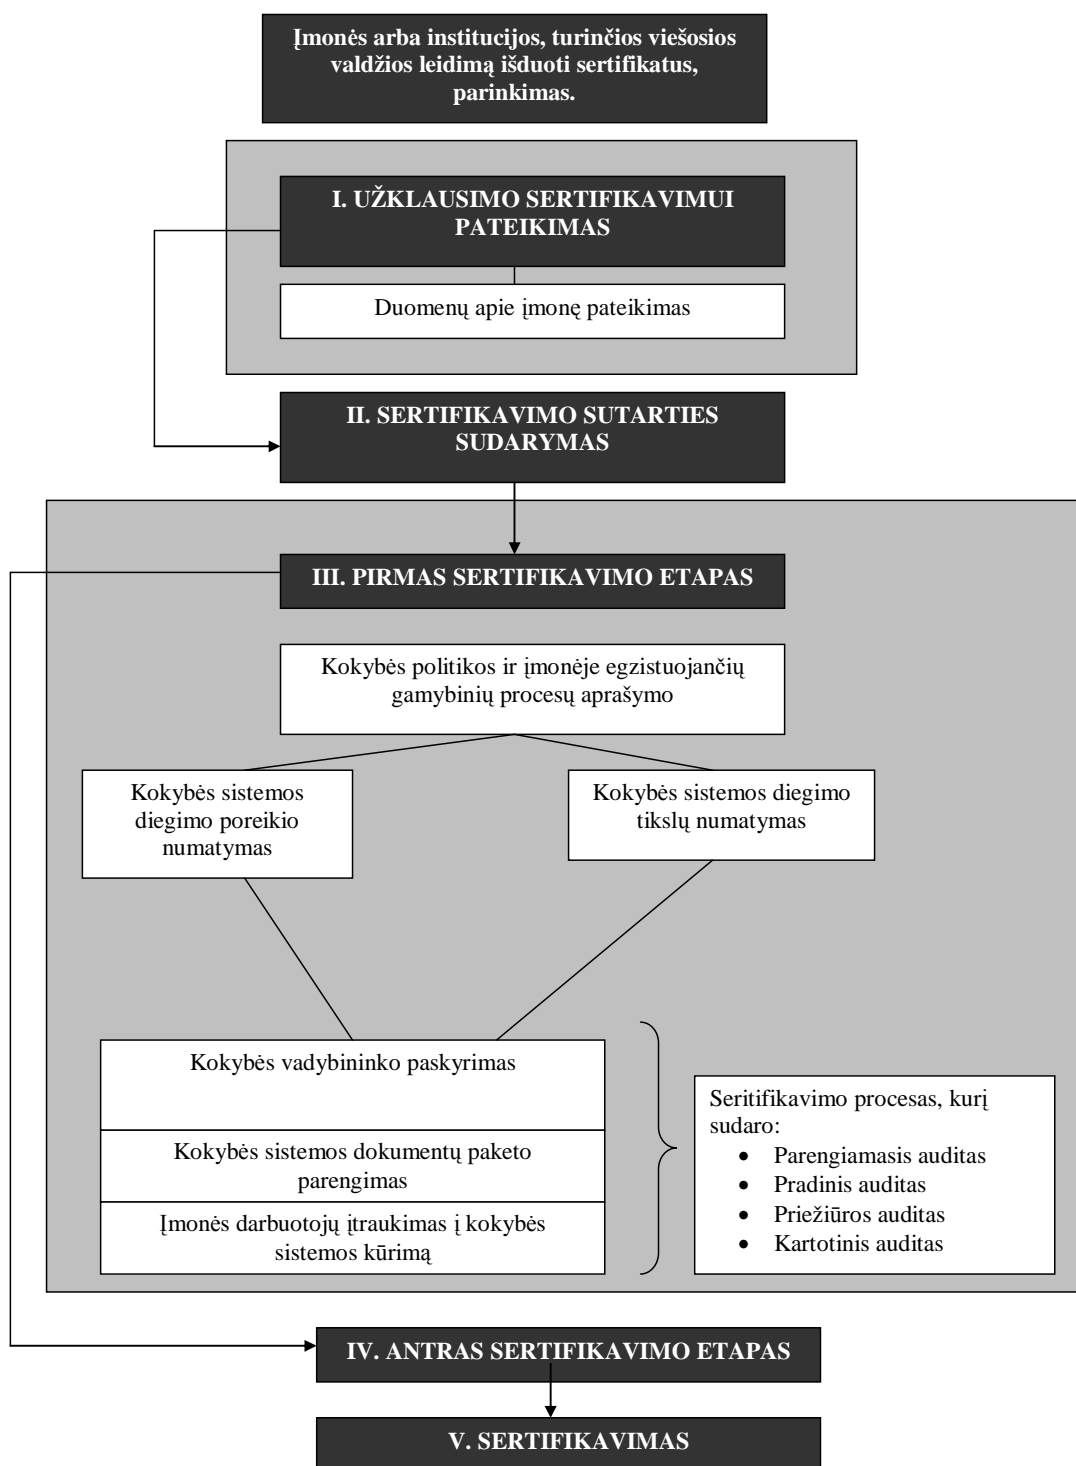 Įmonės arba institucijos, turinčios viešosios
valdžios leidimą išduoti sertifikatus,
parinkimas.
I. UŽKLAUSIMO SERTIFIKAVIMUI
PATEIKIMAS
Duomenų apie įmonę pateikimas
II. SERTIFIKAVIMO SUTARTIES
SUDARYMAS
III. PIRMAS SERTIFIKAVIMO ETAPAS
Kokybės politikos ir įmonėje egzistuojančių
gamybinių procesų aprašymo
Kokybės sistemos
diegimo poreikio
numatymas
Kokybės sistemos diegimo
tikslų numatymas
Kokybės vadybininko paskyrimas
Kokybės sistemos dokumentų paketo
parengimas
Įmonės darbuotojų įtraukimas į kokybės
sistemos kūrimą
Seritifikavimo procesas, kurį
sudaro:
• Parengiamasis auditas
• Pradinis auditas
• Priežiūros auditas
• Kartotinis auditas
IV. ANTRAS SERTIFIKAVIMO ETAPAS
V. SERTIFIKAVIMAS